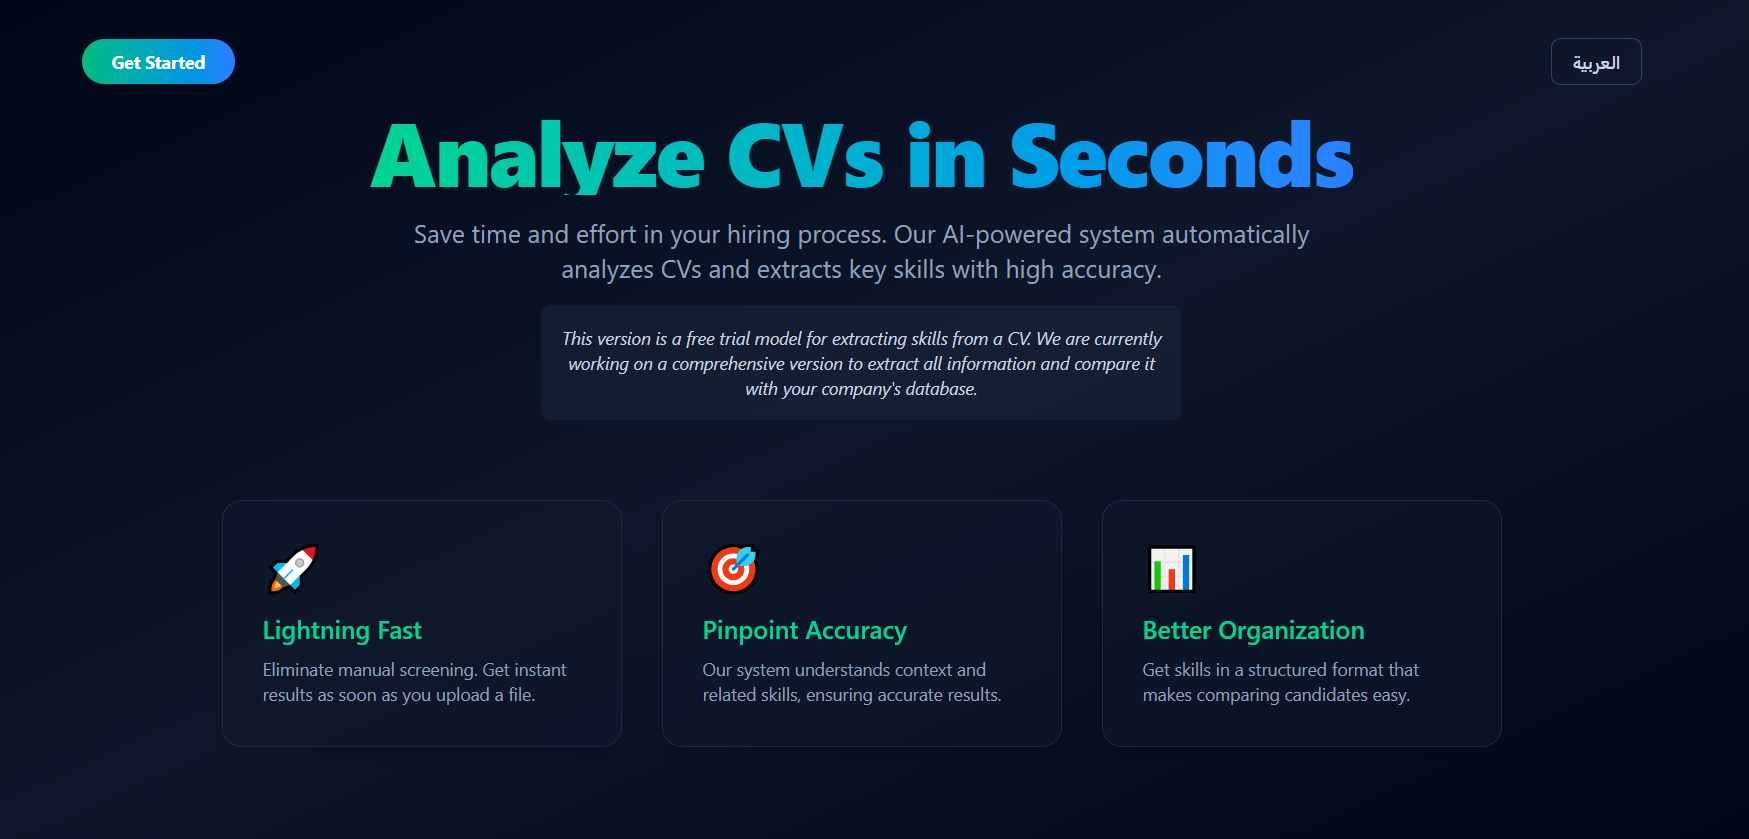 Get Started
العربية
Analyze CVs in Seconds
Save time and effort in your hiring process. Our AI-powered system automatically
analyzes CVs and extracts key skills with high accuracy.
This version is a free trial model for extracting skills from a CV. We are currently
working on a comprehensive version to extract all information and compare it
with your company's database.
Lightning Fast
Eliminate manual screening. Get instant
results as soon as you upload a file.
Pinpoint Accuracy
Our system understands context and
related skills, ensuring accurate results.
Better Organization
Get skills in a structured format that
makes comparing candidates easy.